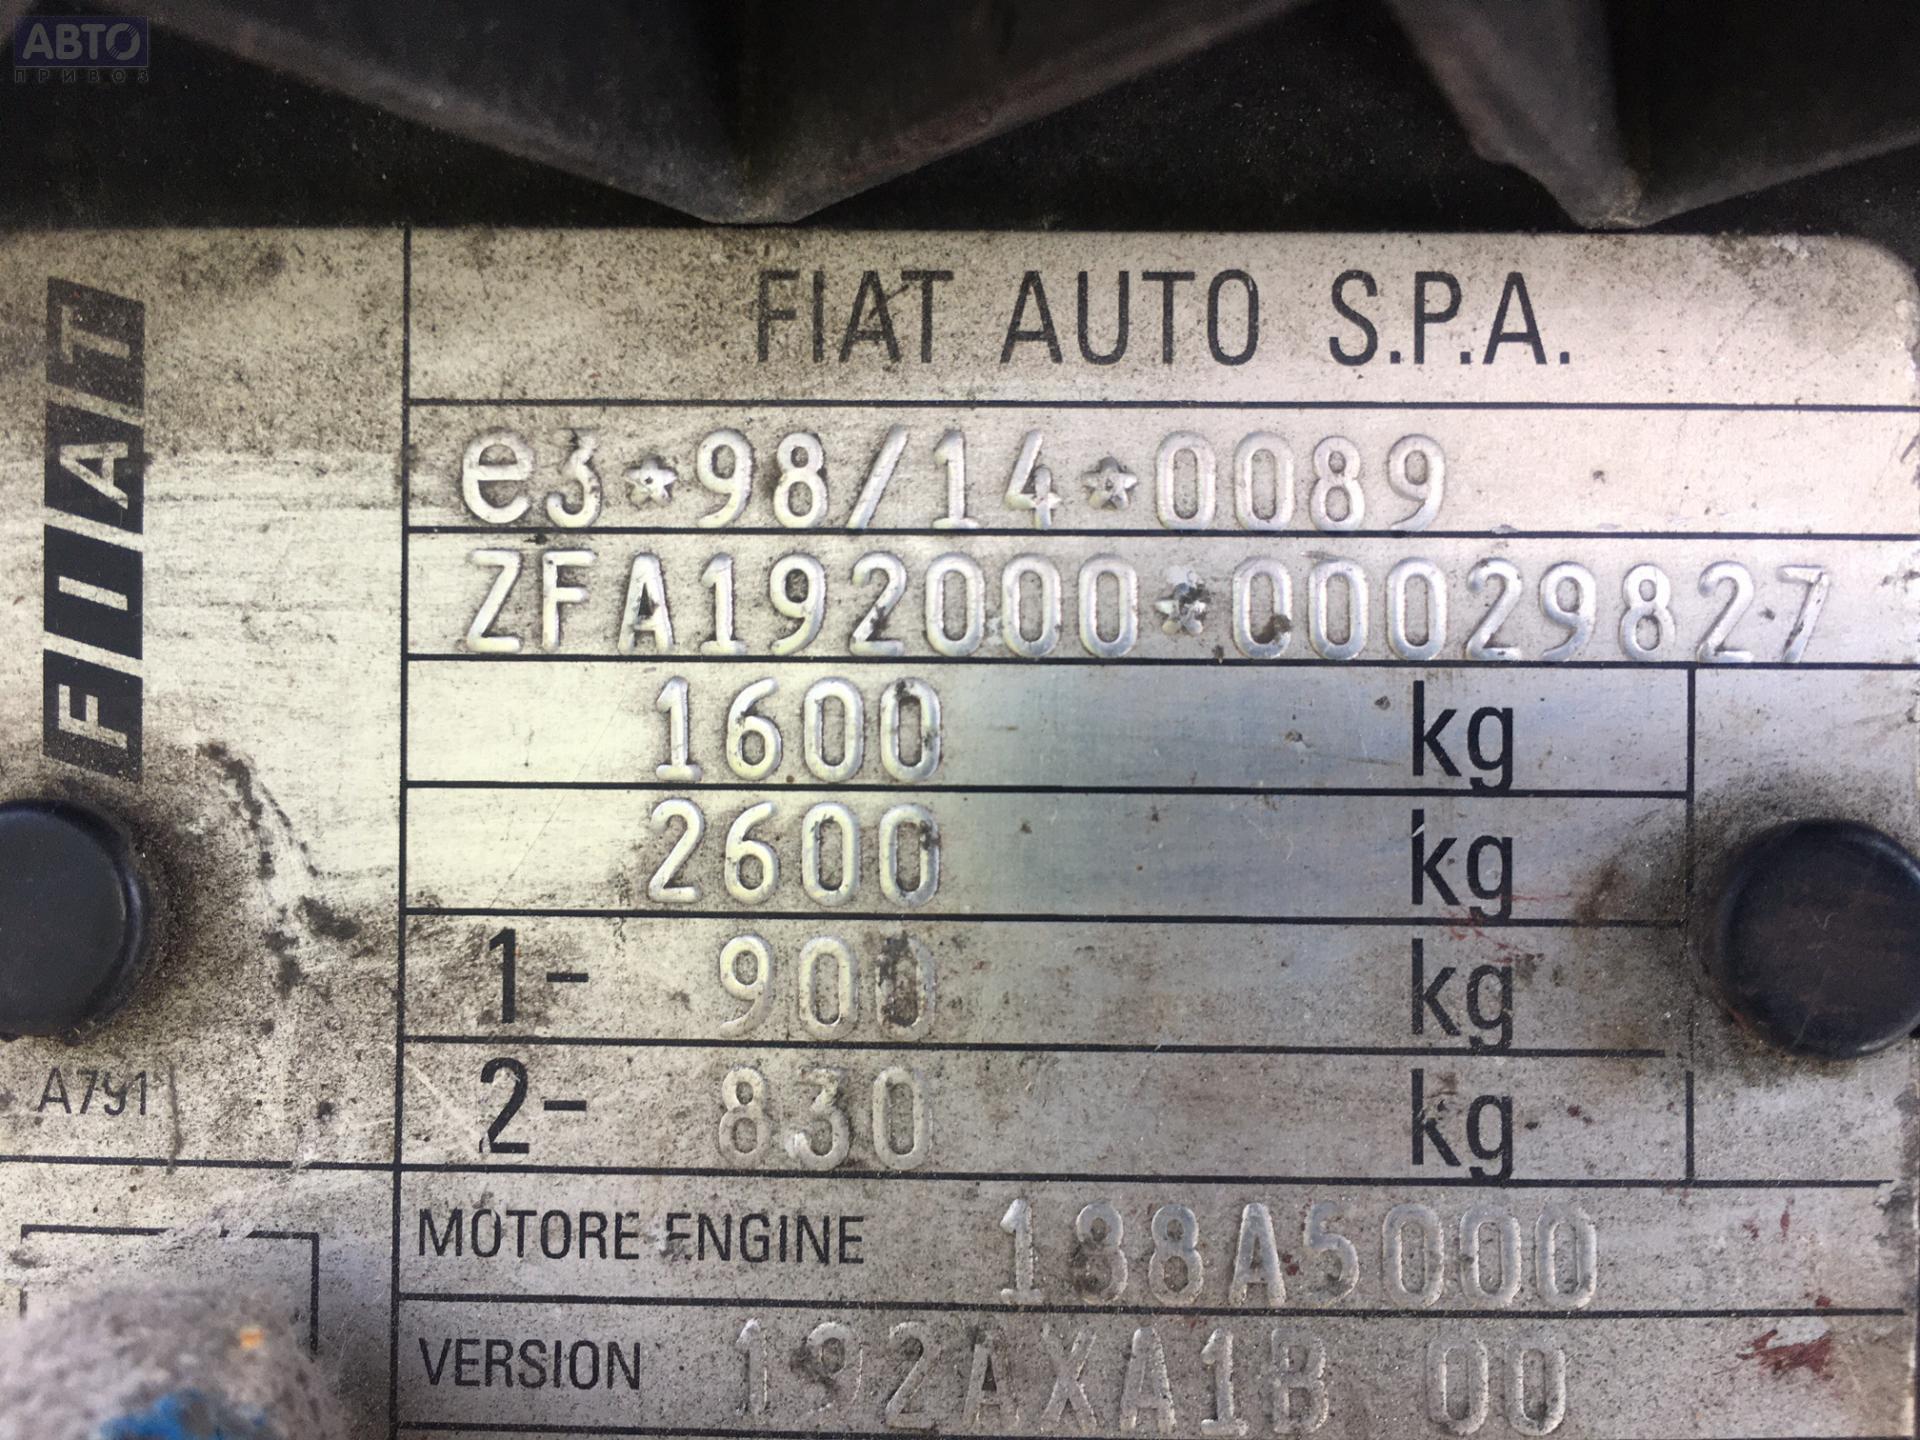 АВТО
ПРИВОЗ
FIAT
FIAT AUTO S.P.A.
e3*98/14*0089
ZFA192000*00029827
1600 kg
2600 kg
1- 900 kg
2- 830 kg
A791
MOTORE ENGINE 188A5000
VERSION 192AXA1B 00